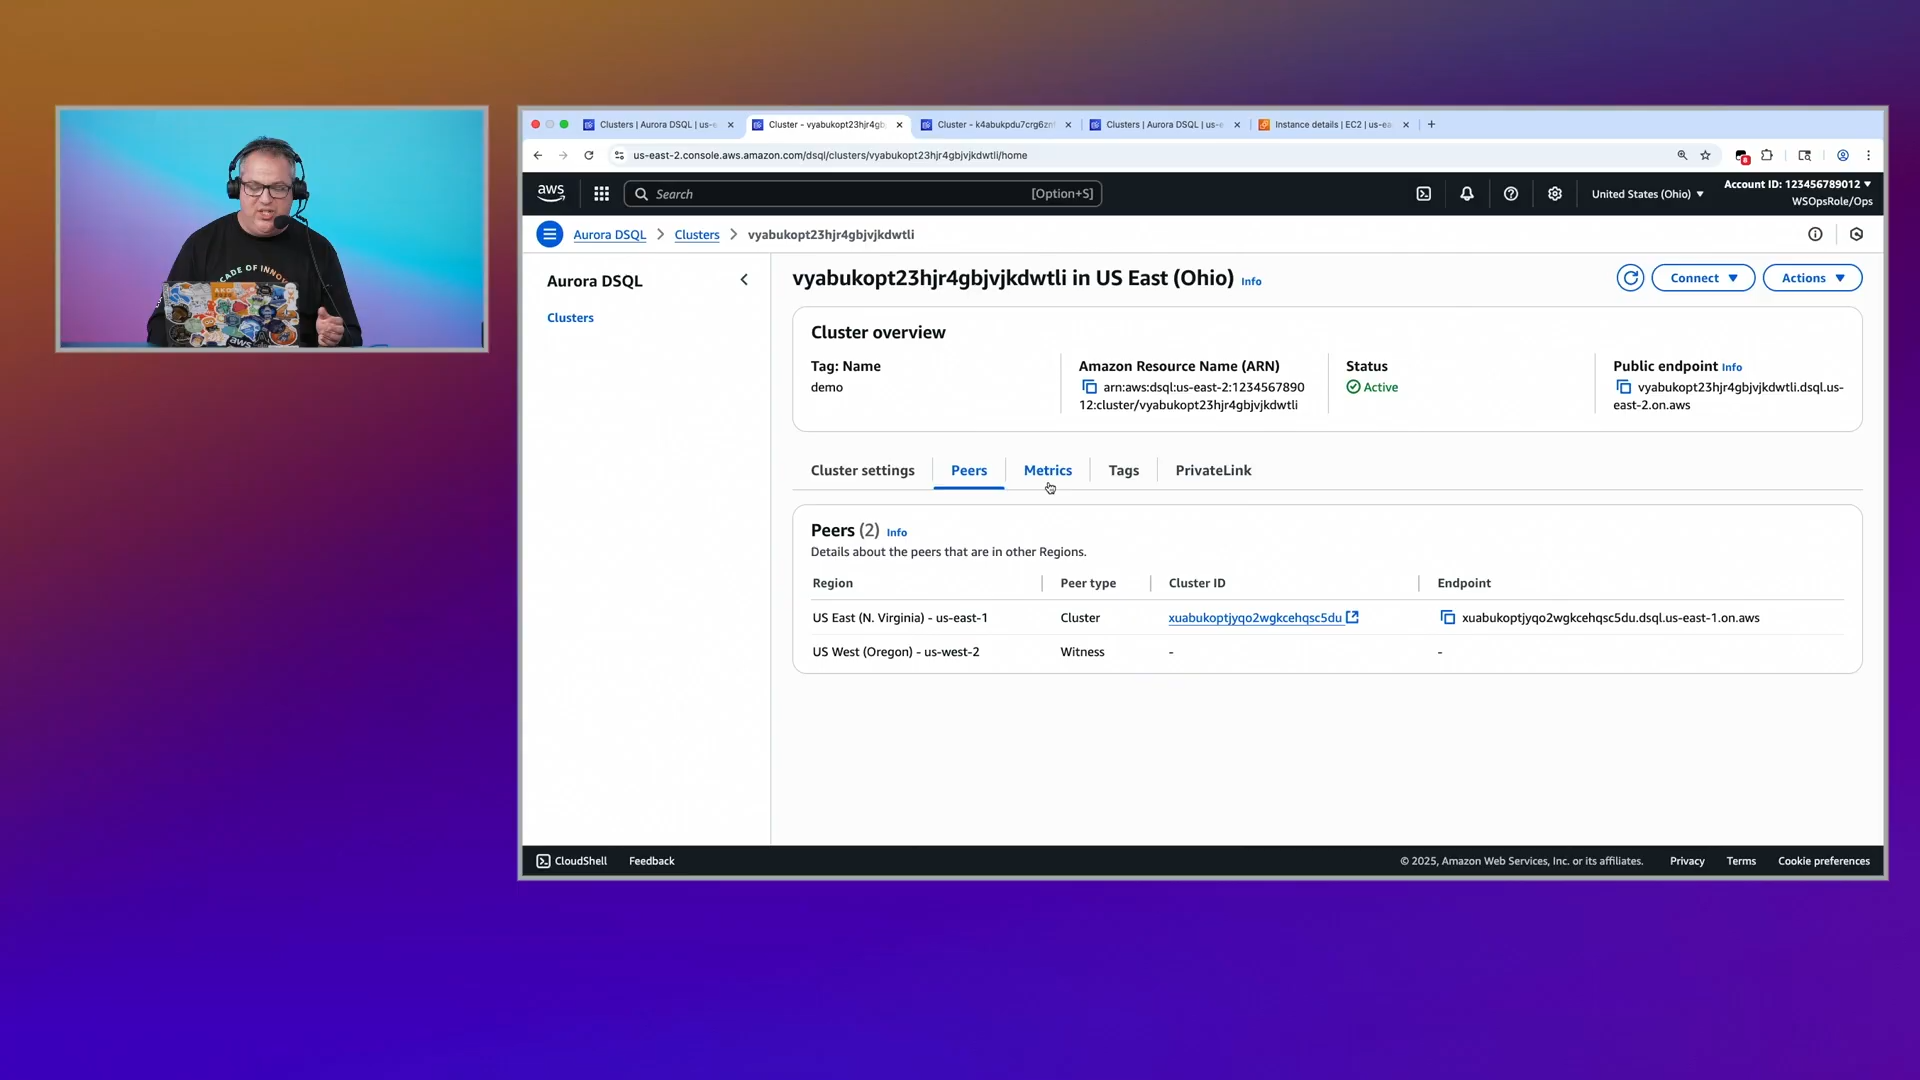 CADE OF INNOV
aws
Clusters | Aurora DSQL | us-e
Cluster - vyabukopt23hjr4gb
Cluster - k4abukpdu7crg6zn
Clusters | Aurora DSQL | us-e
Instance details | EC2 | us-ea
us-east-2.console.aws.amazon.com/dsql/clusters/vyabukopt23hjr4gbjvjkdwtli/home
8
aws
Search
[Option+S]
United States (Ohio)
Account ID: 123456789012
WSOpsRole/Ops
Aurora DSQL
Clusters
vyabukopt23hjr4gbjvjkdwtli
Aurora DSQL
Clusters
vyabukopt23hjr4gbjvjkdwtli in US East (Ohio) Info
Connect
Actions
Cluster overview
Tag: Name
demo
Amazon Resource Name (ARN)
arn:aws:dsql:us-east-2:1234567890
12:cluster/vyabukopt23hjr4gbjvjkdwtli
Status
Active
Public endpoint Info
vyabukopt23hjr4gbjvjkdwtli.dsql.us-
east-2.on.aws
Cluster settings
Peers
Metrics
Tags
PrivateLink
Peers (2) Info
Details about the peers that are in other Regions.
Region Peer type Cluster ID Endpoint
US East (N. Virginia) - us-east-1 Cluster xuabukoptjyqo2wgkcehqsc5du xuabukoptjyqo2wgkcehqsc5du.dsql.us-east-1.on.aws
US West (Oregon) - us-west-2 Witness - -
CloudShell
Feedback
© 2025, Amazon Web Services, Inc. or its affiliates.
Privacy
Terms
Cookie preferences